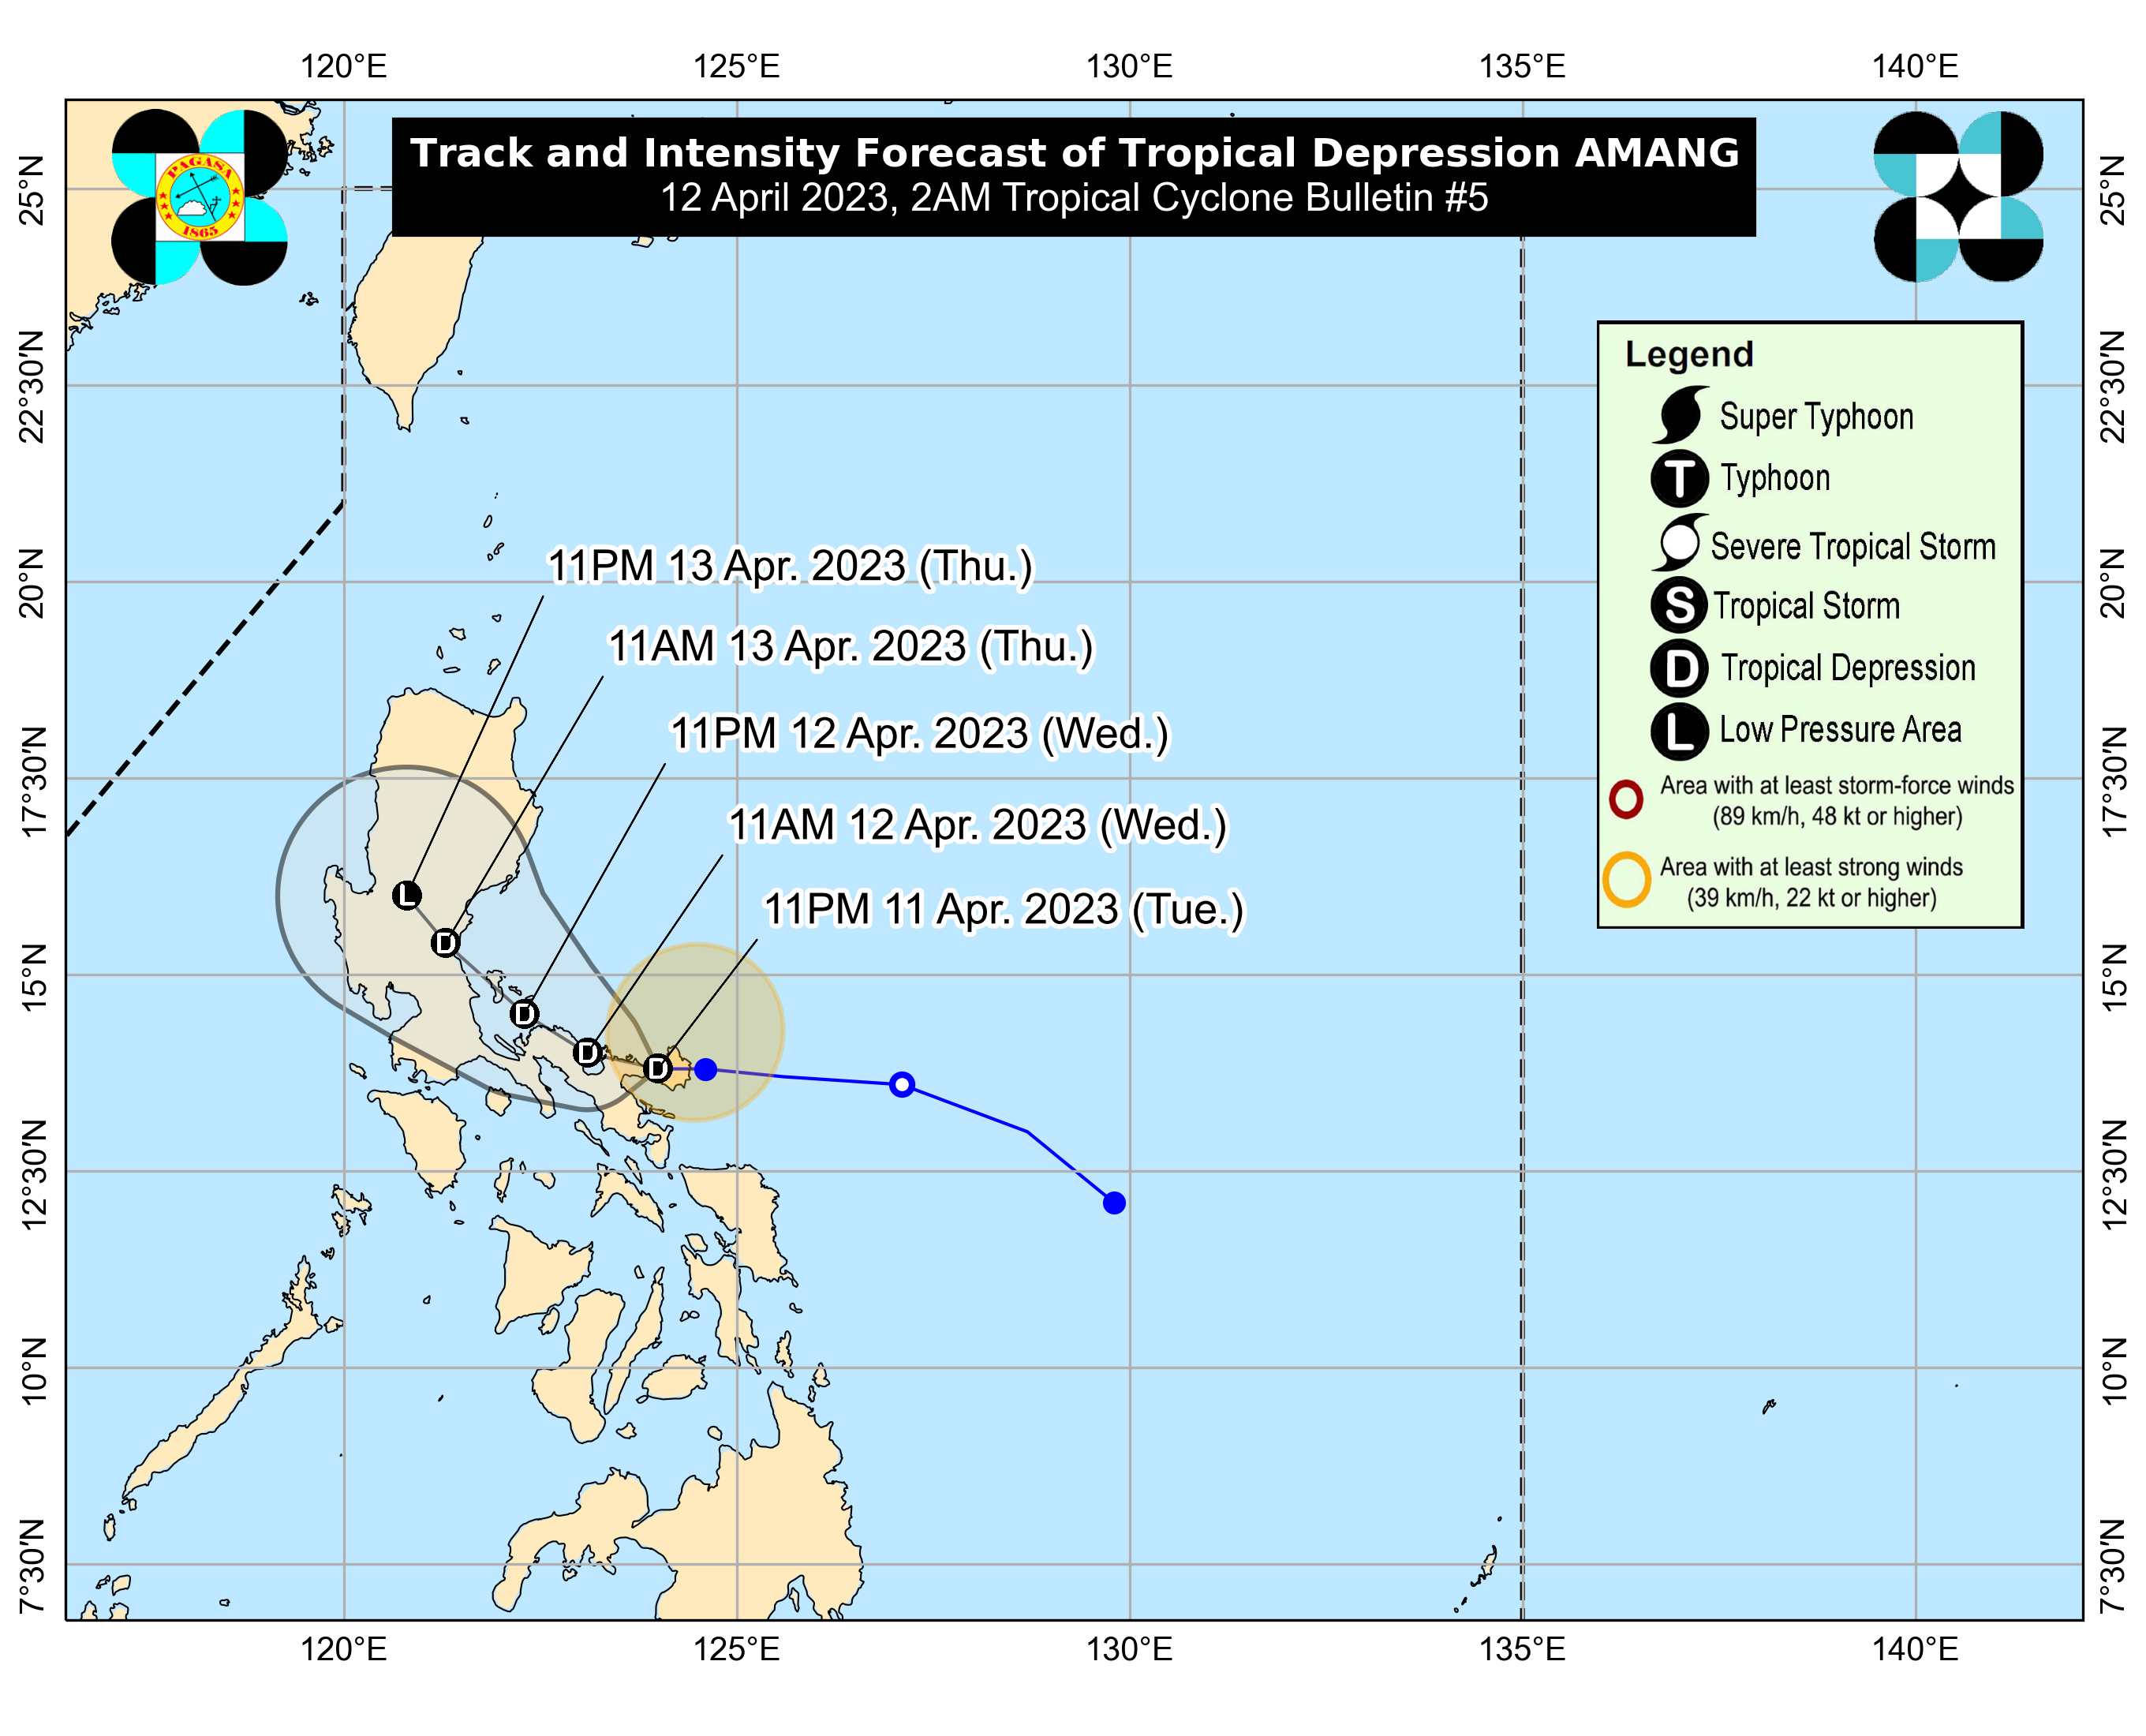 120°E 125°E 130°E 135°E 140°E
Track and Intensity Forecast of Tropical Depression AMANG
12 April 2023, 2AM Tropical Cyclone Bulletin #5
PAGASA
1865
25°N 25°N
22°30'N 22°30'N
20°N 20°N
17°30'N 17°30'N
15°N 15°N
12°30'N 12°30'N
10°N 10°N
7°30'N 7°30'N
Legend
Super Typhoon
T Typhoon
Severe Tropical Storm
S Tropical Storm
D Tropical Depression
L Low Pressure Area
Area with at least storm-force winds
(89 km/h, 48 kt or higher)
Area with at least strong winds
(39 km/h, 22 kt or higher)
11PM 13 Apr. 2023 (Thu.)
11AM 13 Apr. 2023 (Thu.)
11PM 12 Apr. 2023 (Wed.)
11AM 12 Apr. 2023 (Wed.)
11PM 11 Apr. 2023 (Tue.)
L
D
D
D
D
120°E 125°E 130°E 135°E 140°E